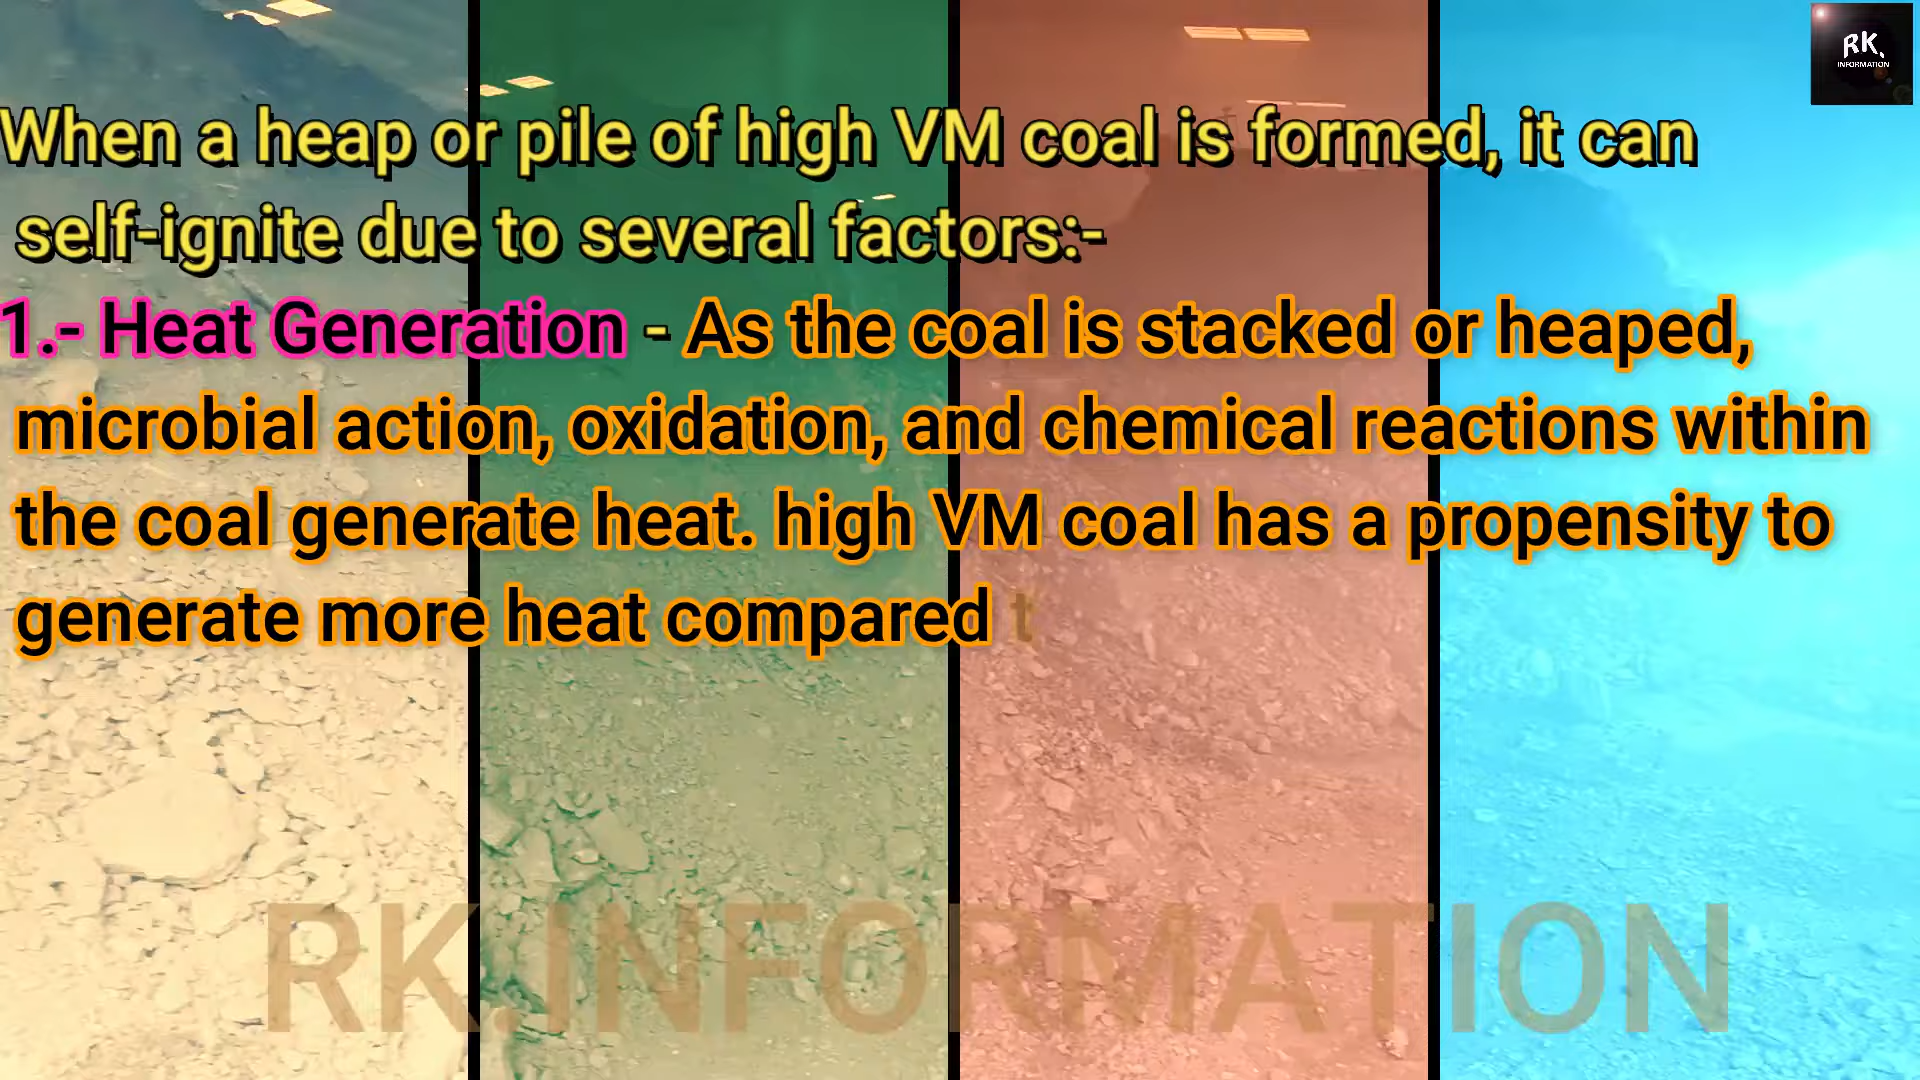 RK.
INFORMATION
When a heap or pile of high VM coal is formed, it can
self-ignite due to several factors:-
1.- Heat Generation - As the coal is stacked or heaped,
microbial action, oxidation, and chemical reactions within
the coal generate heat. high VM coal has a propensity to
generate more heat compared t
RK.INFORMATION